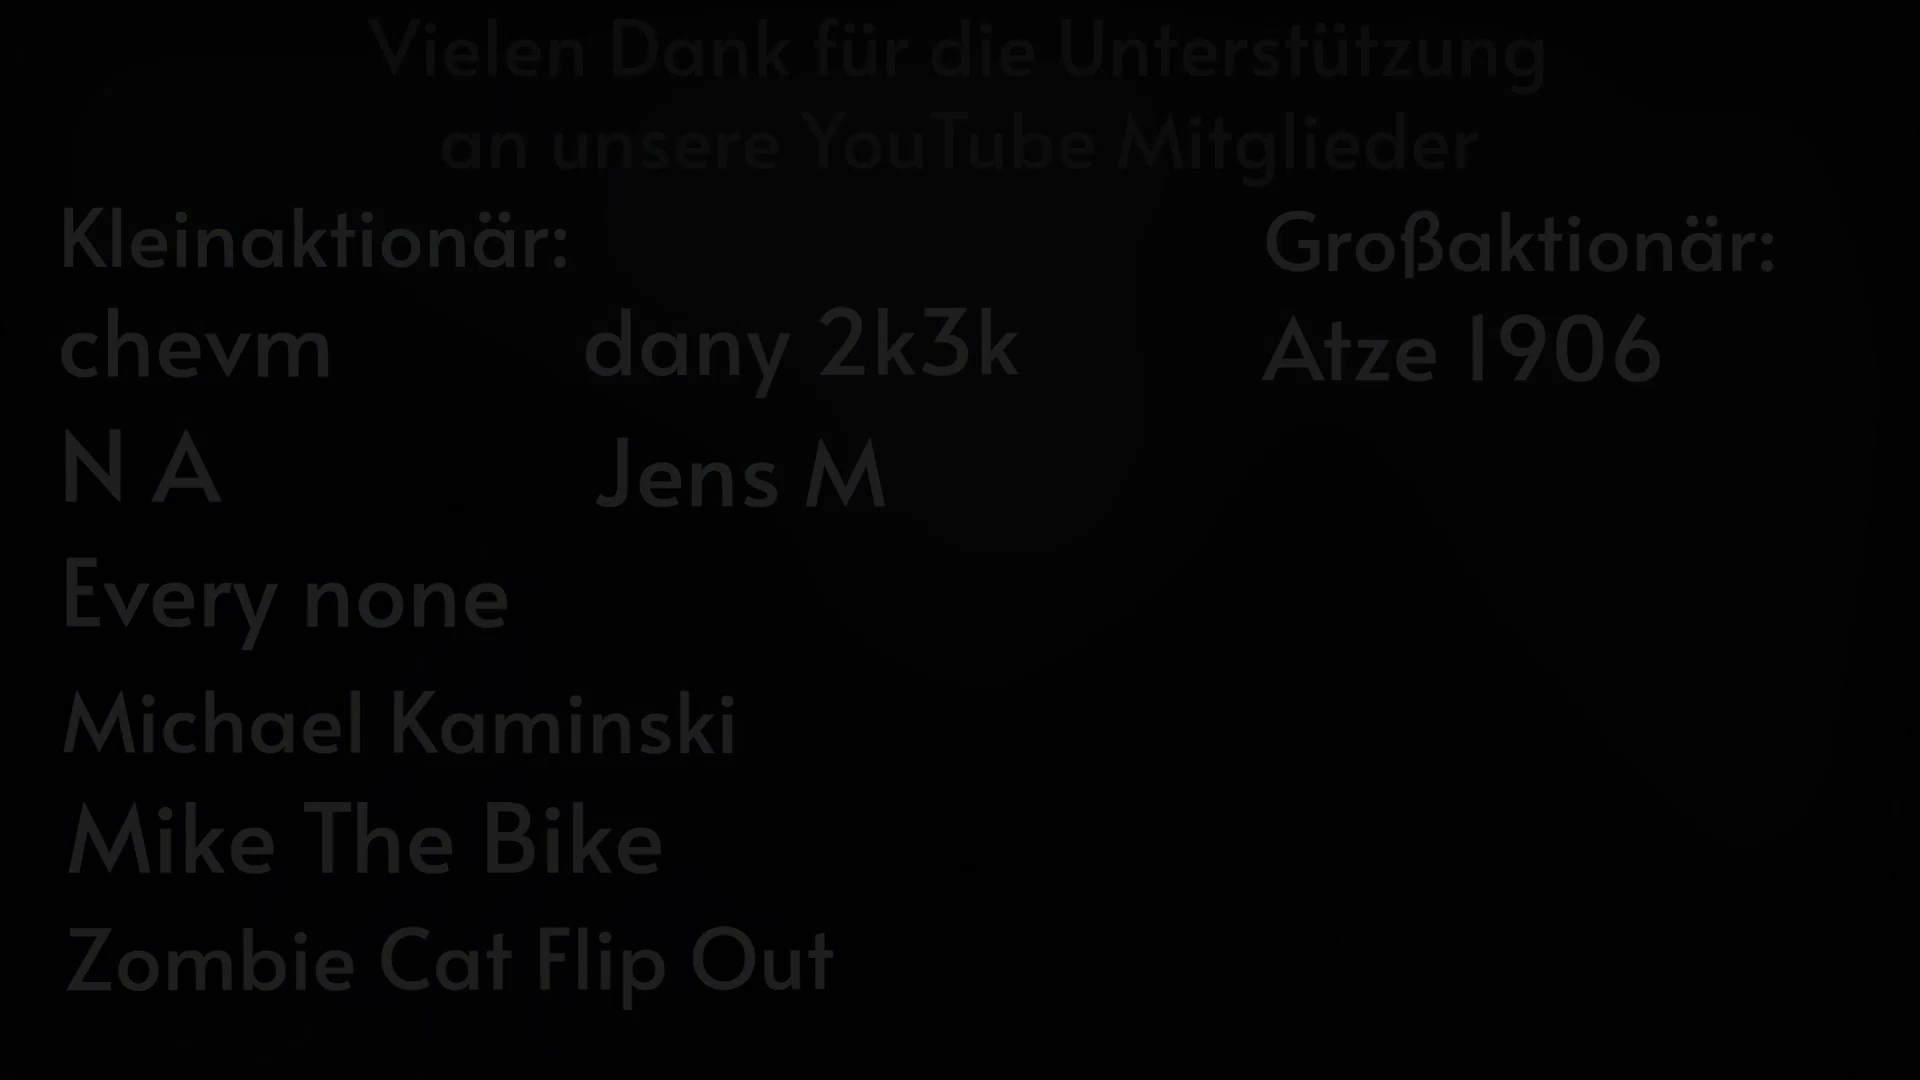 Vielen Dank für die Unterstützung
an unsere YouTube Mitglieder
Kleinaktionär:
chevm
N A
Every none
Michael Kaminski
Mike The Bike
Zombie Cat Flip Out
dany 2k3k
Jens M
Großaktionär:
Atze 1906